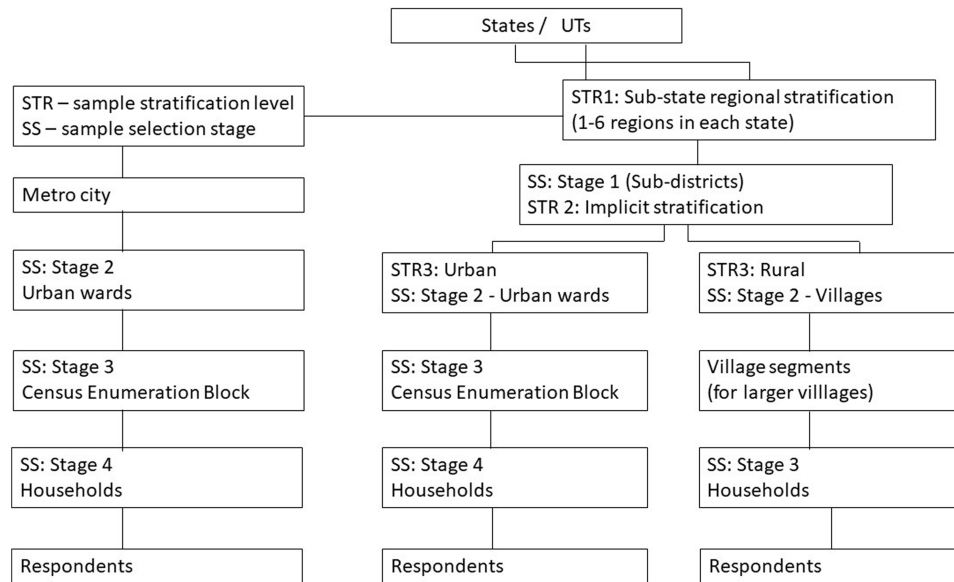 States /   UTs
STR – sample stratification level
SS – sample selection stage
STR1: Sub-state regional stratification
(1-6 regions in each state)
Metro city
SS: Stage 1 (Sub-districts)
STR 2: Implicit stratification
SS: Stage 2
Urban wards
STR3: Urban
SS: Stage 2 - Urban wards
STR3: Rural
SS: Stage 2 - Villages
SS: Stage 3
Census Enumeration Block
SS: Stage 3
Census Enumeration Block
Village segments
(for larger villlages)
SS: Stage 4
Households
SS: Stage 4
Households
SS: Stage 3
Households
Respondents
Respondents
Respondents